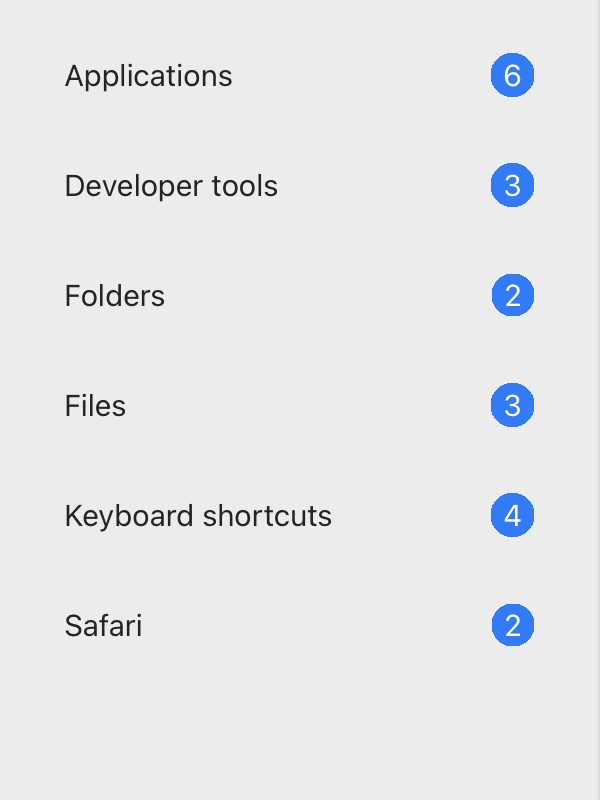 Applications 6
Developer tools 3
Folders 2
Files 3
Keyboard shortcuts 4
Safari 2